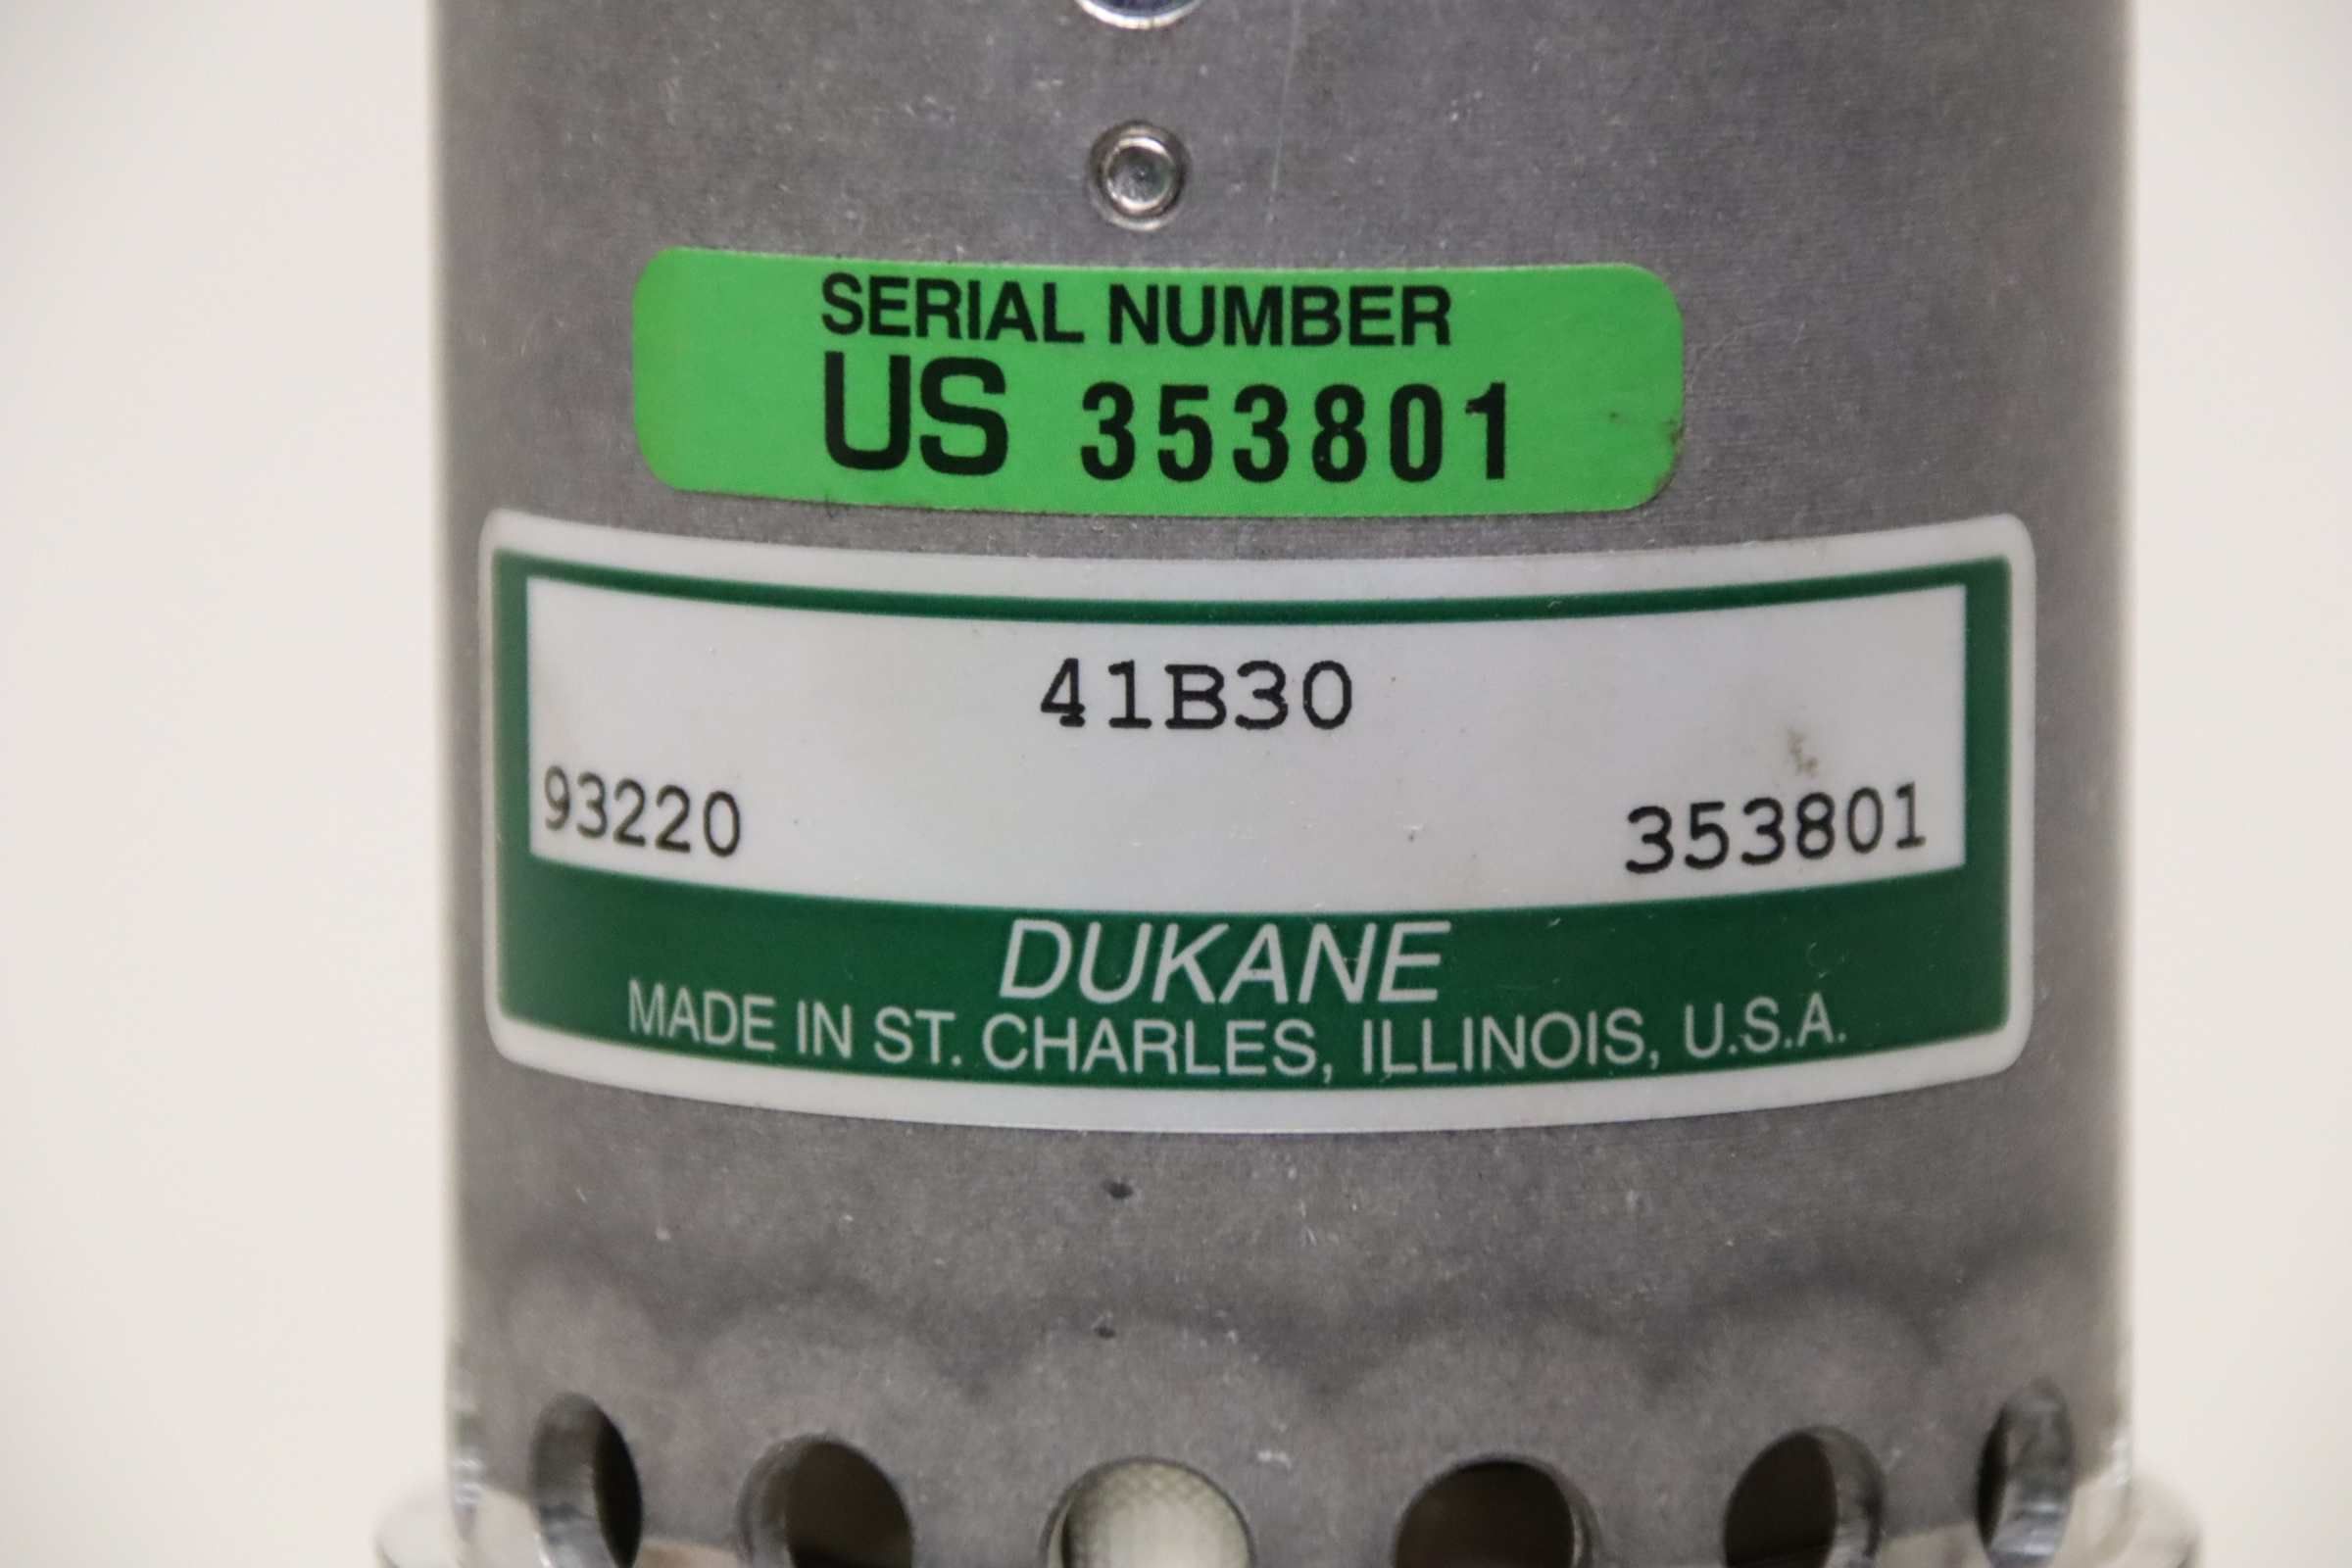 SERIAL NUMBER
US 353801
41B30
93220 353801
DUKANE
MADE IN ST. CHARLES, ILLINOIS, U.S.A.